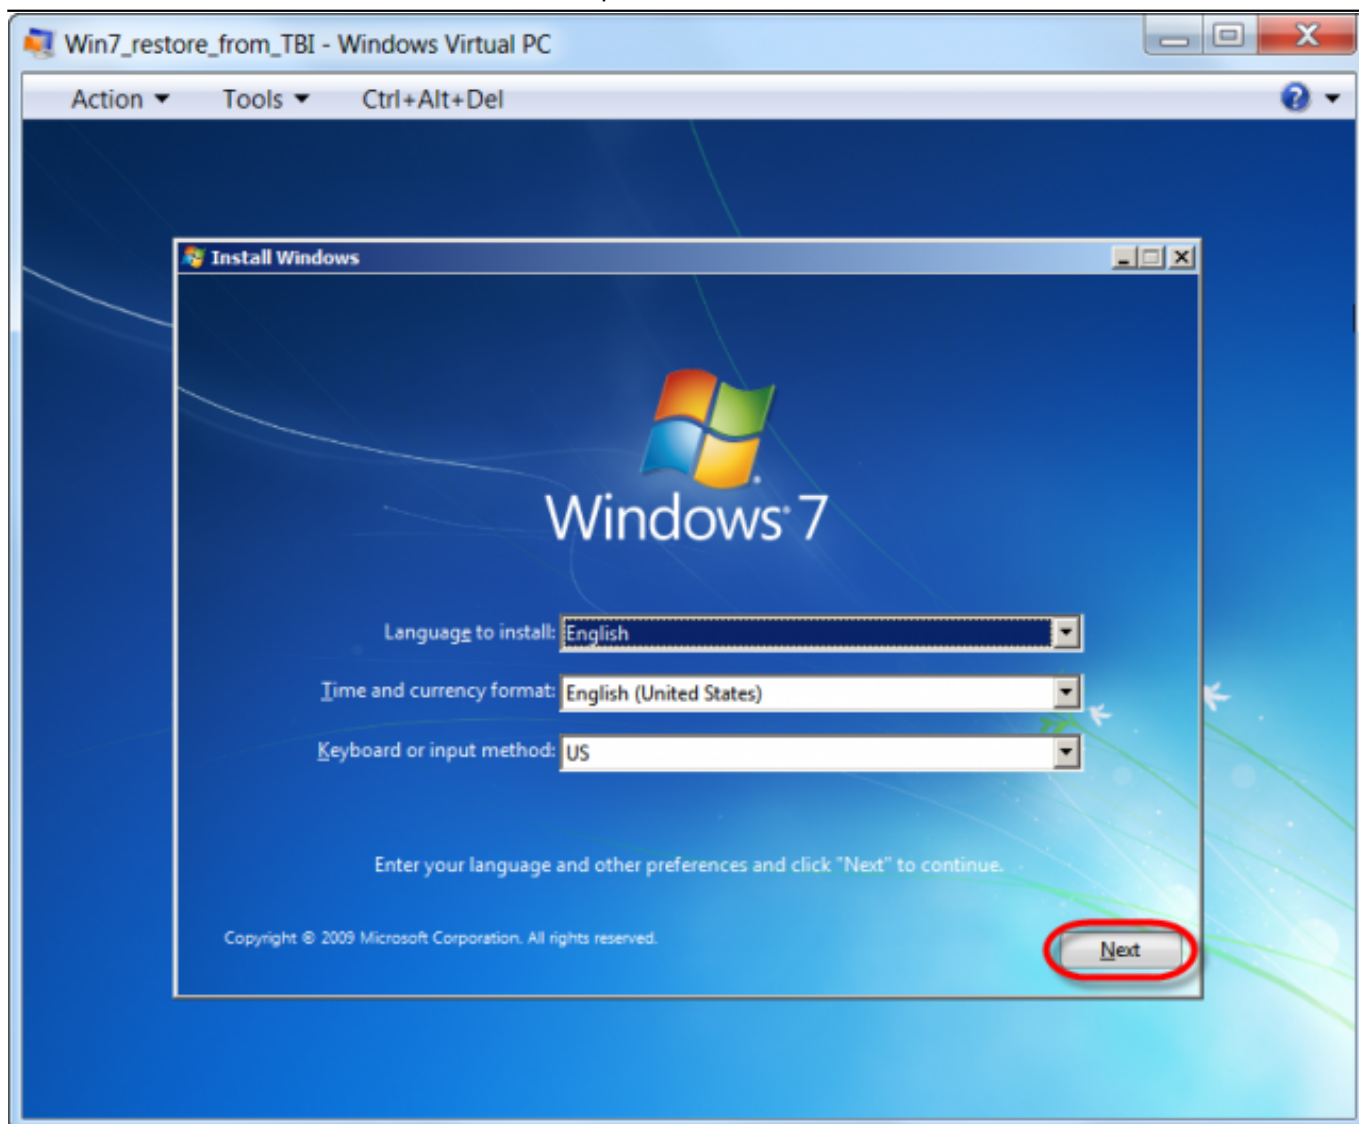 Win7_restore_from_TBI - Windows Virtual PC
Action Tools Ctrl+Alt+Del
Install Windows
Windows 7
Language to install: English
Time and currency format: English (United States)
Keyboard or input method: US
Enter your language and other preferences and click "Next" to continue.
Copyright © 2009 Microsoft Corporation. All rights reserved.
Next